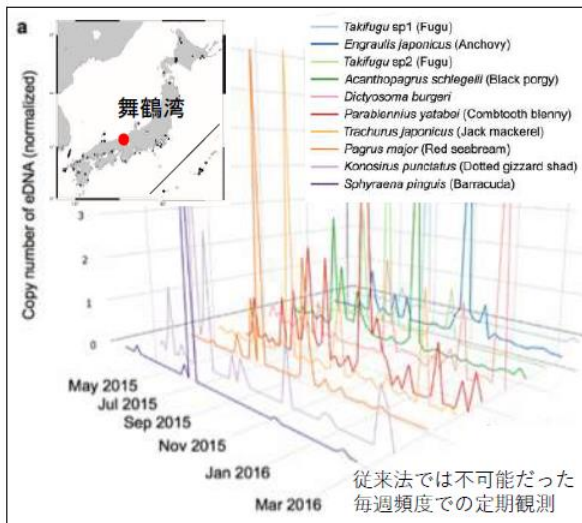 a
舞鶴湾
Takifugu sp1 (Fugu)
Engraulis japonicus (Anchovy)
Takifugu sp2 (Fugu)
Acanthopagrus schlegelii (Black porgy)
Dictyosoma burgeri
Parablennius yatabei (Combtooth blenny)
Trachurus japonicus (Jack mackerel)
Pagrus major (Red seabream)
Konosirus punctatus (Dotted gizzard shad)
Sphyraena pinguis (Barracuda)
Copy number of eDNA (normalized)
3
2
1
0
May 2015
Jul 2015
Sep 2015
Nov 2015
Jan 2016
Mar 2016
従来法では不可能だった
毎週頻度での定期観測